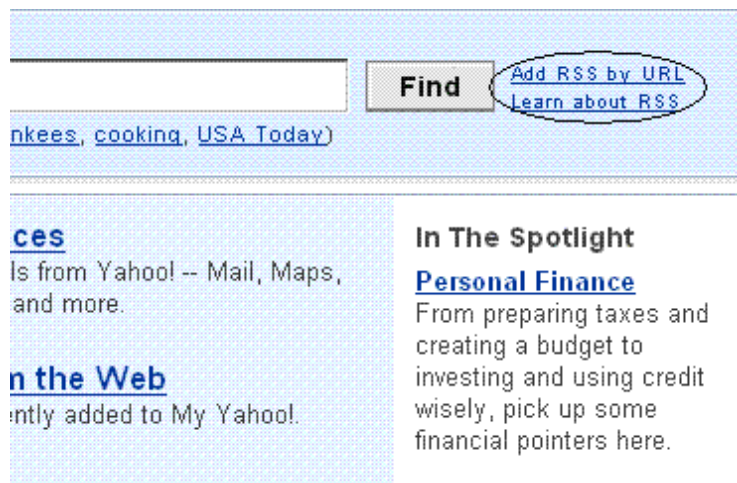 Find
Add RSS by URL
Learn about RSS
nkees, cooking, USA Today)
ces
ls from Yahoo! -- Mail, Maps,
and more.
m the Web
ently added to My Yahoo!.
In The Spotlight
Personal Finance
From preparing taxes and
creating a budget to
investing and using credit
wisely, pick up some
financial pointers here.